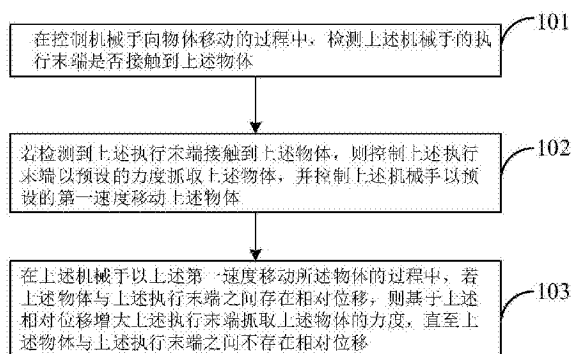 101
在控制机械手向物体移动的过程中，检测上述机械手的执
行末端是否接触到上述物体
102
若检测到上述执行末端接触到上述物体，则控制上述执行
末端以预设的力度抓取上述物体，并控制上述机械手以预
设的第一速度移动上述物体
103
在上述机械手以上述第一速度移动所述物体的过程中，若
上述物体与上述执行末端之间存在相对位移，则基于上述
相对位移增大上述执行末端抓取上述物体的力度，直至上
述物体与上述执行末端之间不存在相对位移